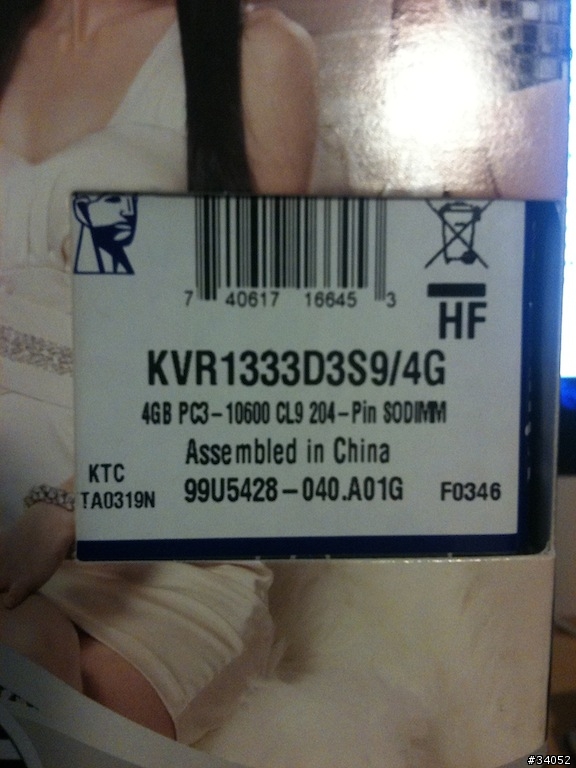 7 40617 16645 3
HF
KVR1333D3S9/4G
4GB PC3-10600 CL9 204-Pin SODIMM
Assembled in China
KTC
TA0319N 99U5428-040.A01G F0346
#34052